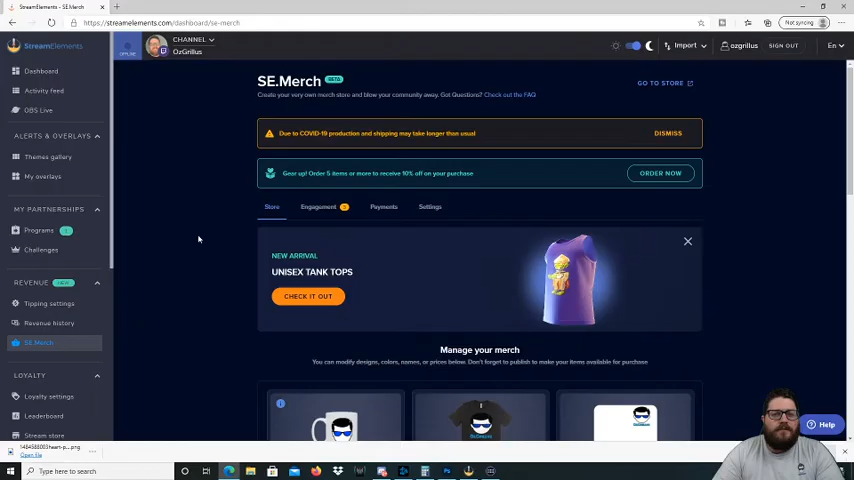 StreamElements - SE.Merch
https://streamelements.com/dashboard/se-merch
Not syncing
StreamElements
OFFLINE
CHANNEL
OzGrillus
Import
ozgrillus
SIGN OUT
En
Dashboard
Activity feed
OBS Live
ALERTS & OVERLAYS
Themes gallery
My overlays
MY PARTNERSHIPS
Programs 1
Challenges
REVENUE NEW
Tipping settings
Revenue history
SE.Merch
LOYALTY
Loyalty settings
Leaderboard
Stream store
SE.Merch BETA
GO TO STORE
Create your very own merch store and blow your community away. Got Questions? Check out the FAQ
Due to COVID-19 production and shipping may take longer than usual
DISMISS
Gear up! Order 5 items or more to receive 10% off on your purchase
ORDER NOW
Store
Engagement
Payments
Settings
NEW ARRIVAL
UNISEX TANK TOPS
CHECK IT OUT
Manage your merch
You can modify designs, colors, names, or prices below. Don't forget to publish to make your items available for purchase
Help
Open file
Type here to search